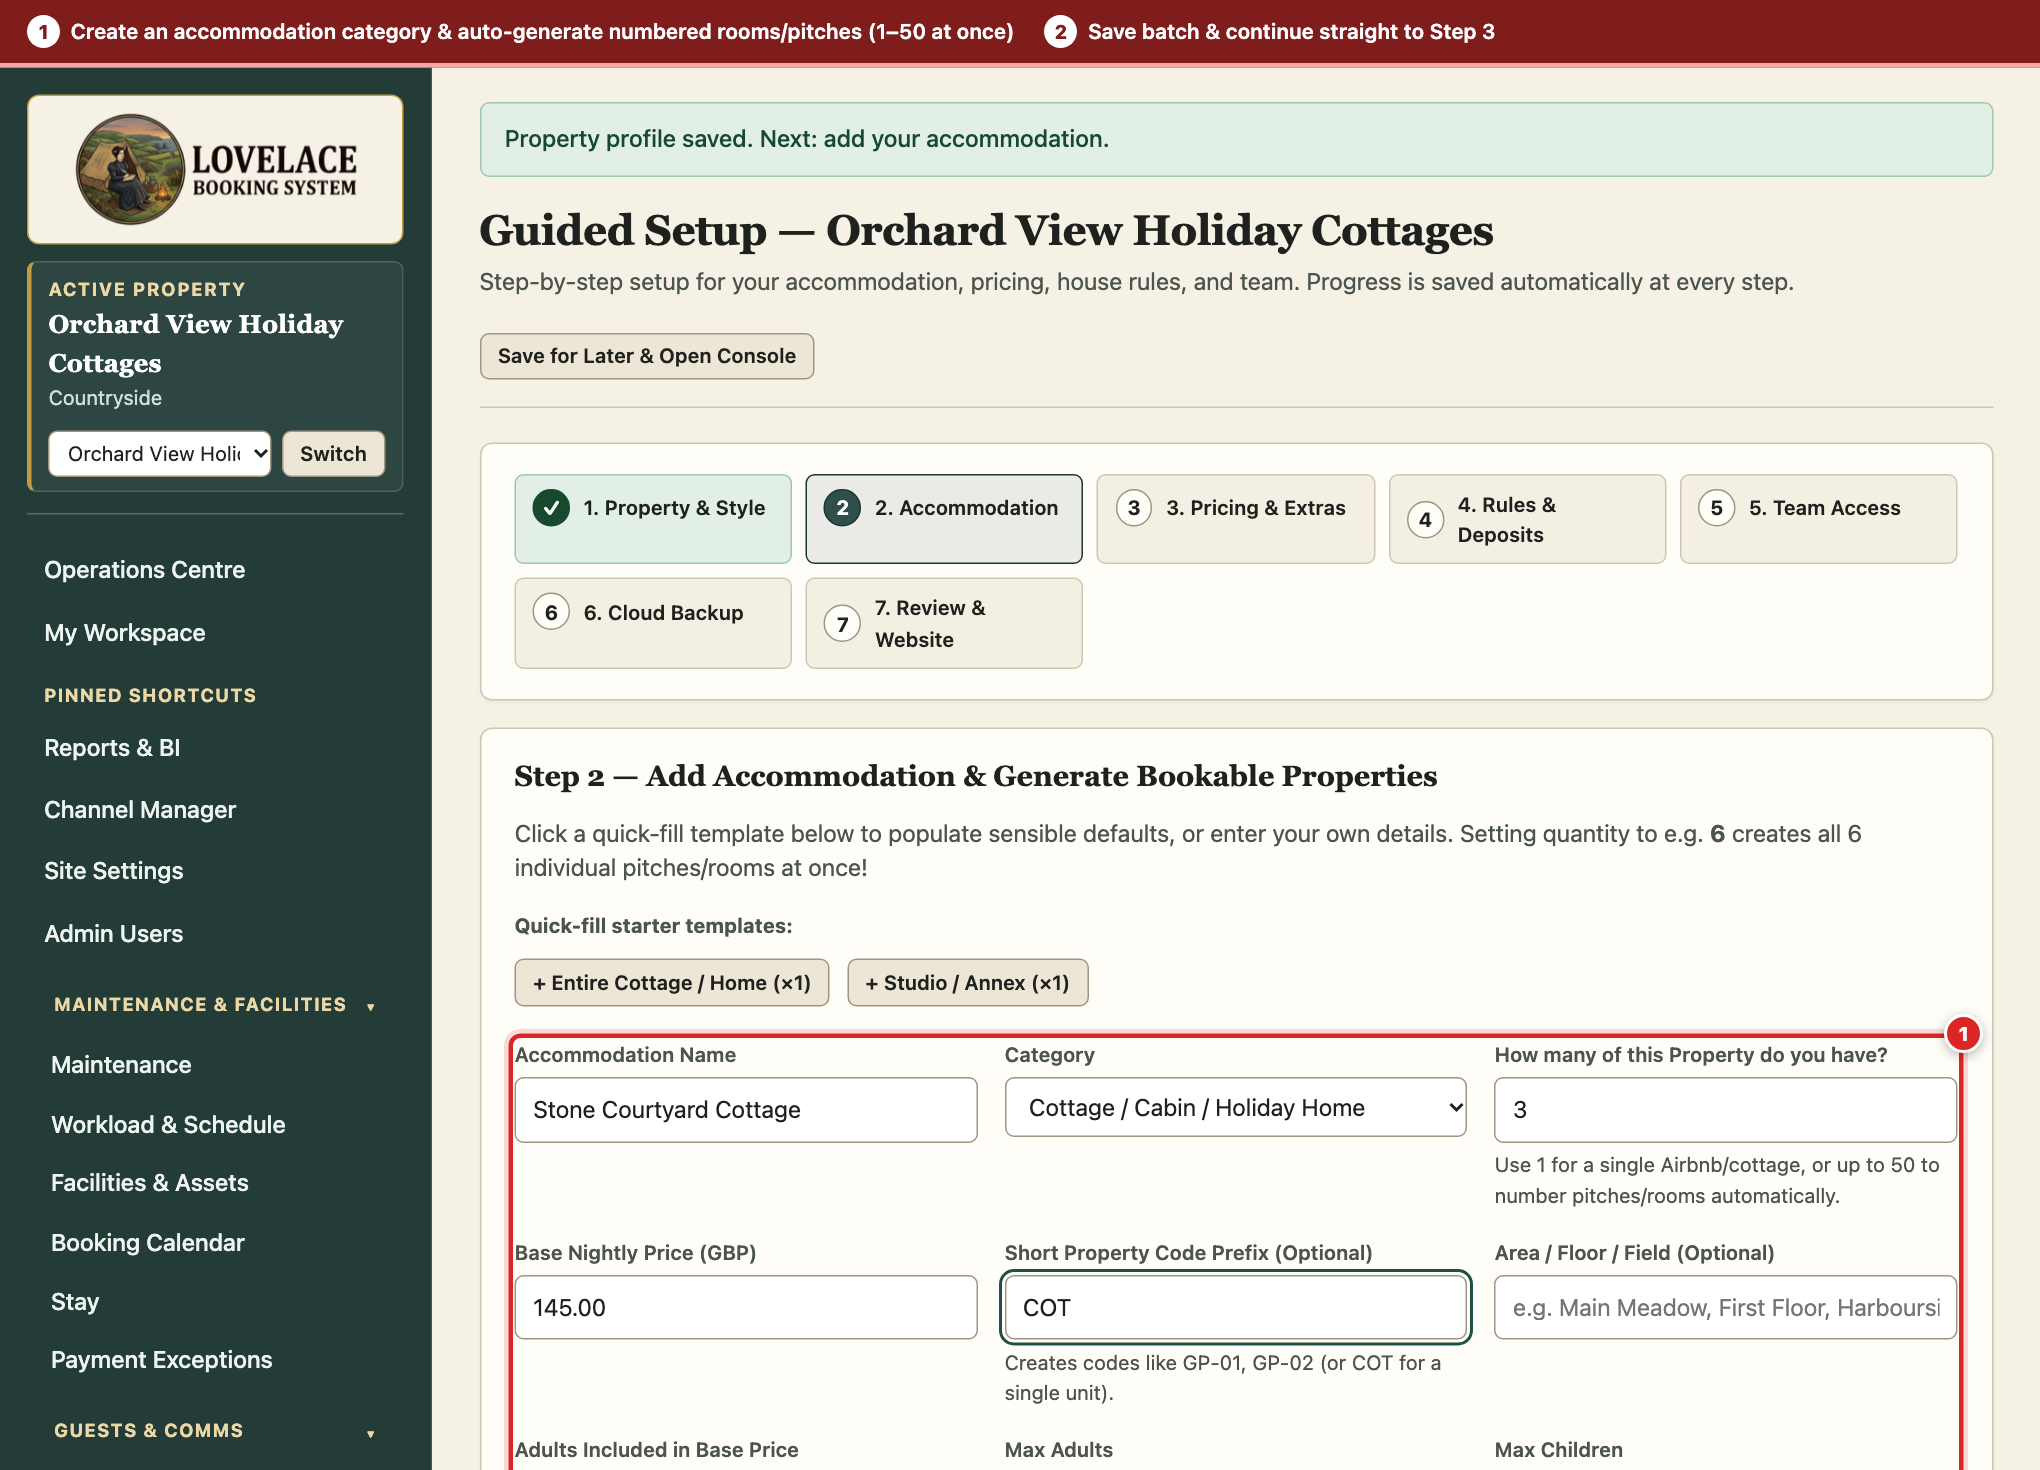 1 Create an accommodation category & auto-generate numbered rooms/pitches (1–50 at once) 2 Save batch & continue straight to Step 3
LOVELACE
BOOKING SYSTEM
ACTIVE PROPERTY
Orchard View Holiday
Cottages
Countryside
Orchard View Holi
Switch
Operations Centre
My Workspace
PINNED SHORTCUTS
Reports & BI
Channel Manager
Site Settings
Admin Users
MAINTENANCE & FACILITIES
Maintenance
Workload & Schedule
Facilities & Assets
Booking Calendar
Stay
Payment Exceptions
GUESTS & COMMS
Property profile saved. Next: add your accommodation.
Guided Setup — Orchard View Holiday Cottages
Step-by-step setup for your accommodation, pricing, house rules, and team. Progress is saved automatically at every step.
Save for Later & Open Console
1. Property & Style
2 2. Accommodation
3 3. Pricing & Extras
4 4. Rules &
Deposits
5 5. Team Access
6 6. Cloud Backup
7 7. Review &
Website
Step 2 — Add Accommodation & Generate Bookable Properties
Click a quick-fill template below to populate sensible defaults, or enter your own details. Setting quantity to e.g. 6 creates all 6
individual pitches/rooms at once!
Quick-fill starter templates:
+ Entire Cottage / Home (×1)
+ Studio / Annex (×1)
1
Accommodation Name
Stone Courtyard Cottage
Category
Cottage / Cabin / Holiday Home
How many of this Property do you have?
3
Use 1 for a single Airbnb/cottage, or up to 50 to
number pitches/rooms automatically.
Base Nightly Price (GBP)
145.00
Short Property Code Prefix (Optional)
COT
Creates codes like GP-01, GP-02 (or COT for a
single unit).
Area / Floor / Field (Optional)
e.g. Main Meadow, First Floor, Harboursi
Adults Included in Base Price
Max Adults
Max Children